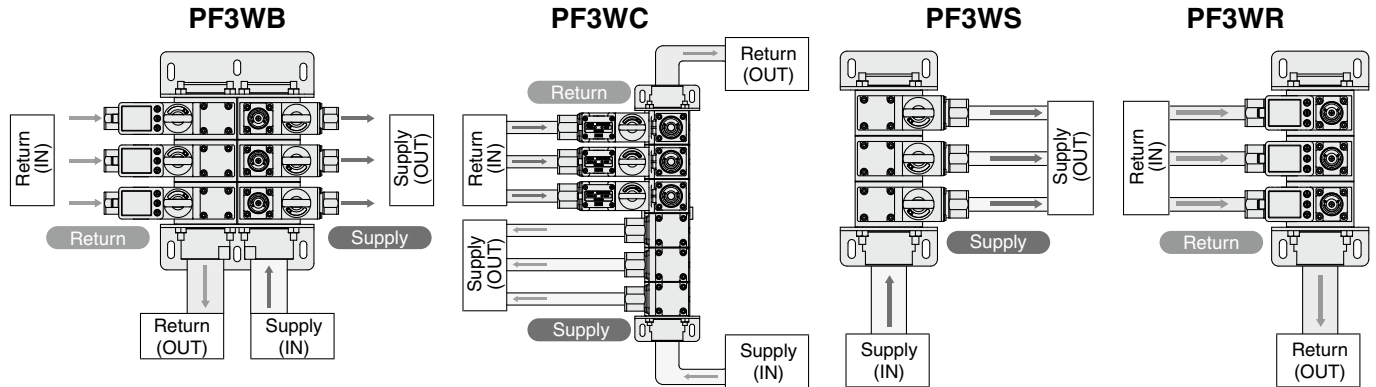 PF3WB
Return
(IN)
Supply
(OUT)
Return
Supply
Return
(OUT)
Supply
(IN)
PF3WC
Return
(OUT)
Return
Return
(IN)
Supply
(OUT)
Supply
Supply
(IN)
PF3WS
Supply
(OUT)
Supply
Supply
(IN)
PF3WR
Return
(IN)
Return
Return
(OUT)